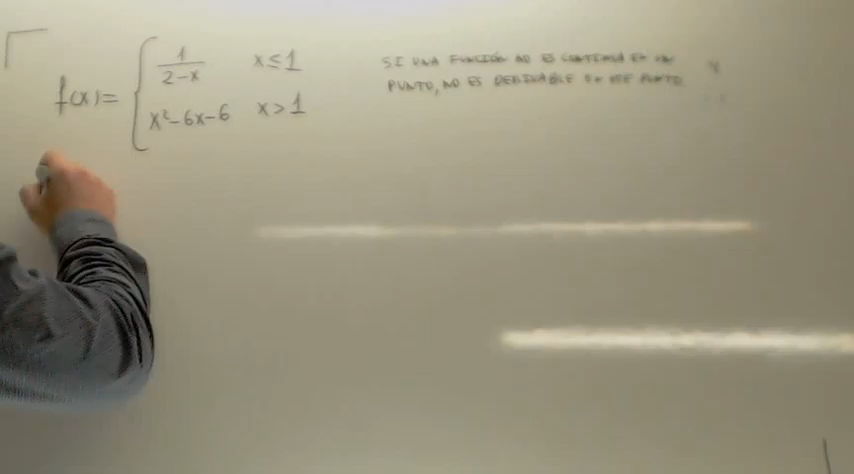 f(x)= { 1/(2-x)   x≤1
x²-6x-6   x>1
SI UNA FUNCIÓN NO ES CONTINUA EN UN
PUNTO, NO ES DERIVABLE EN ESE PUNTO